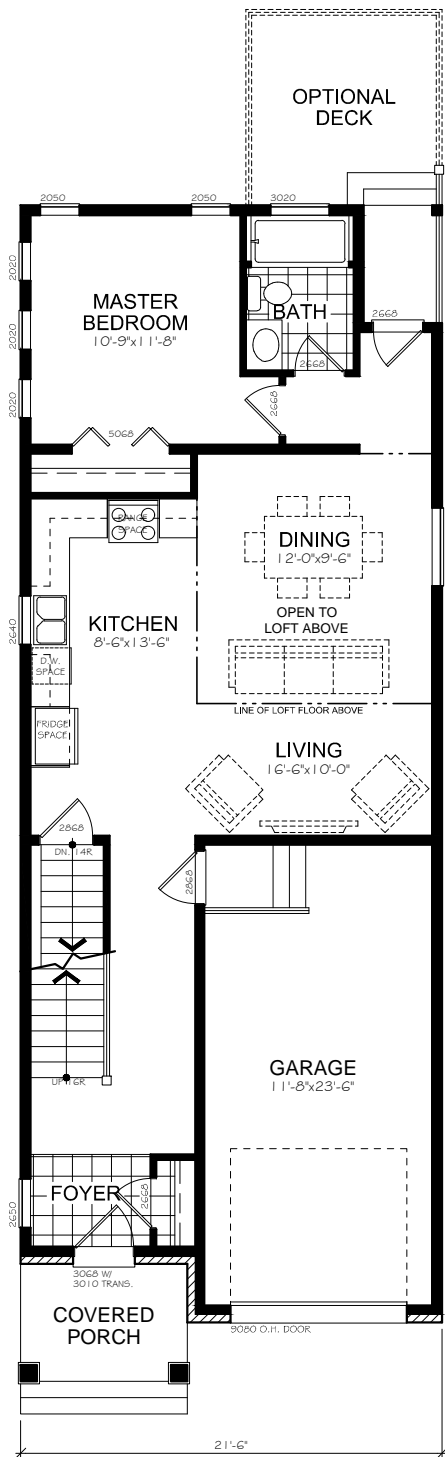 OPTIONAL
DECK
2050
2050
3020
2020
2020
2020
MASTER
BEDROOM
10'-9"x11'-8"
BATH
2668
2668
2668
5068
RANGE
SPACE
DINING
12'-0"x9'-6"
OPEN TO
LOFT ABOVE
KITCHEN
8'-6"x13'-6"
2640
D.W.
SPACE
LINE OF LOFT FLOOR ABOVE
FRIDGE
SPACE
LIVING
16'-6"x10'-0"
2868
DN. 14R
2868
GARAGE
11'-8"x23'-6"
UP 16R
FOYER
2668
2650
3068 W/
3010 TRANS.
COVERED
PORCH
9080 O.H. DOOR
21'-6"